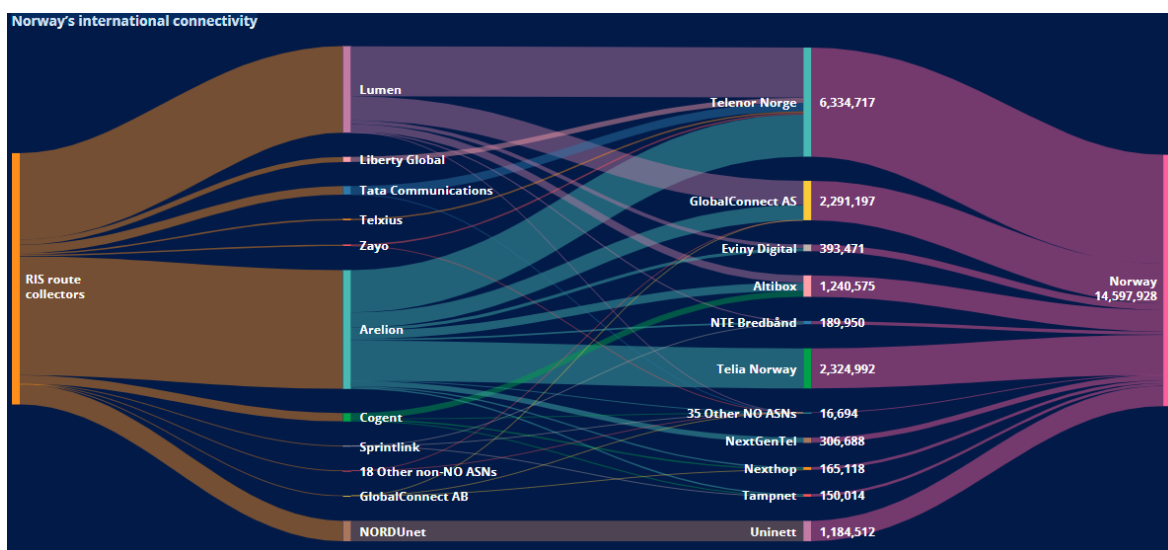 Norway's international connectivity
RIS route
collectors
Lumen
Liberty Global
Tata Communications
Telxius
Zayo
Arelion
Cogent
Sprintlink
18 Other non-NO ASNs
GlobalConnect AB
NORDUnet
Telenor Norge 6,334,717
GlobalConnect AS 2,291,197
Eviny Digital 393,471
Altibox 1,240,575
NTE Bredbånd 189,950
Telia Norway 2,324,992
35 Other NO ASNs 16,694
NextGenTel 306,688
Nexthop 165,118
Tampnet 150,014
Uninett 1,184,512
Norway
14,597,928